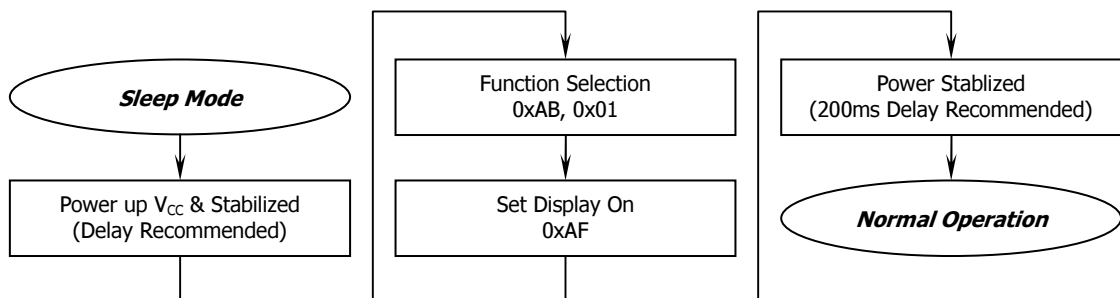 Sleep Mode
Power up VCC & Stabilized
(Delay Recommended)
Function Selection
0xAB, 0x01
Set Display On
0xAF
Power Stablized
(200ms Delay Recommended)
Normal Operation